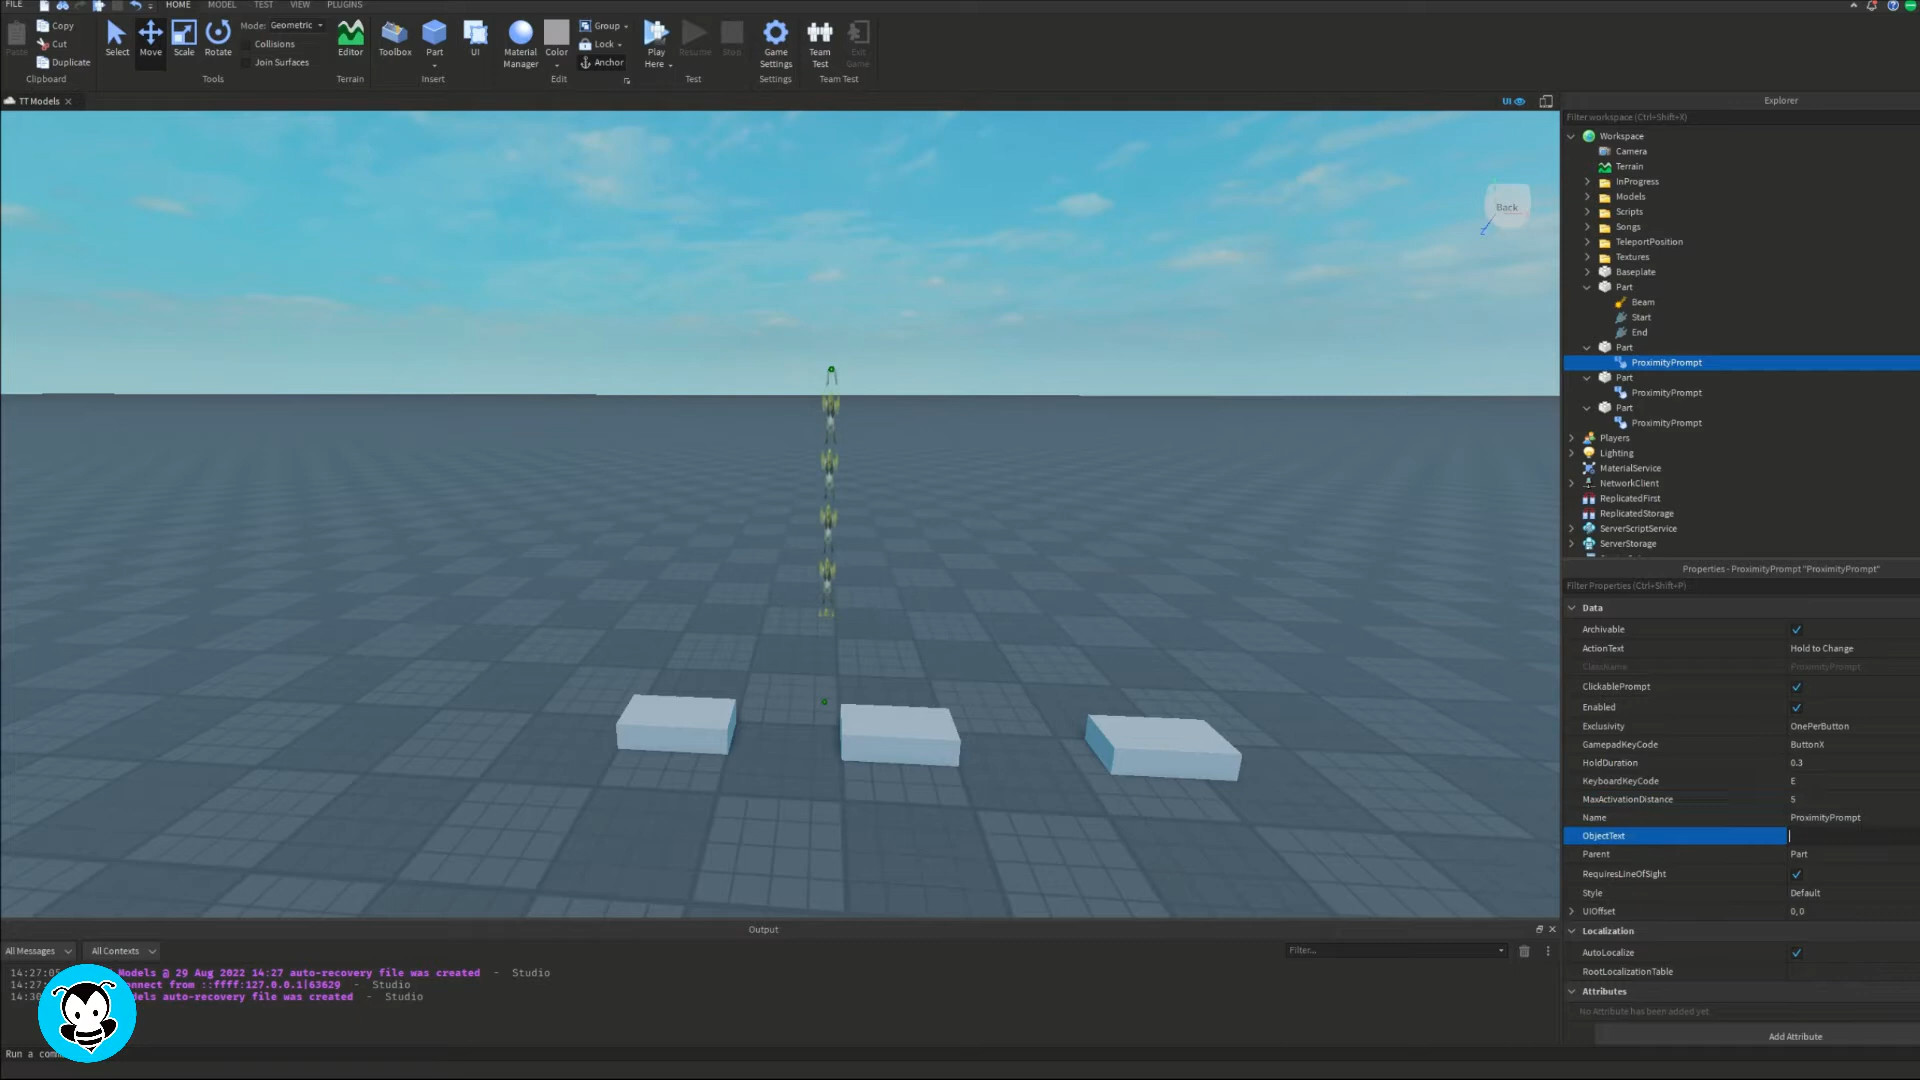 FILE
HOME
MODEL
TEST
VIEW
PLUGINS
Copy
Cut
Duplicate
Paste
Clipboard
Select
Move
Scale
Rotate
Mode: Geometric
Collisions
Join Surfaces
Tools
Editor
Terrain
Toolbox
Part
UI
Insert
Material
Manager
Color
Group
Lock
Anchor
Edit
Play
Here
Resume
Stop
Test
Game
Settings
Settings
Team
Test
Exit
Game
Team Test
TT Models
UI
Explorer
Filter workspace (Ctrl+Shift+X)
Workspace
Camera
Terrain
InProgress
Models
Scripts
Songs
TeleportPosition
Textures
Baseplate
Part
Beam
Start
End
Part
ProximityPrompt
Part
ProximityPrompt
Part
ProximityPrompt
Players
Lighting
MaterialService
NetworkClient
ReplicatedFirst
ReplicatedStorage
ServerScriptService
ServerStorage
Back
Z
Properties - ProximityPrompt "ProximityPrompt"
Filter Properties (Ctrl+Shift+P)
Data
Archivable
ActionText Hold to Change
ClassName ProximityPrompt
ClickablePrompt
Enabled
Exclusivity OnePerButton
GamepadKeyCode ButtonX
HoldDuration 0.3
KeyboardKeyCode E
MaxActivationDistance 5
Name ProximityPrompt
ObjectText
Parent Part
RequiresLineOfSight
Style Default
UIOffset 0, 0
Localization
AutoLocalize
RootLocalizationTable
Attributes
No Attribute has been added yet
Add Attribute
Output
All Messages
All Contexts
Filter...
Models @ 29 Aug 2022 14:27 auto-recovery file was created - Studio
from ::ffff:127.0.0.1|63629 - Studio
auto-recovery file was created - Studio
Run a